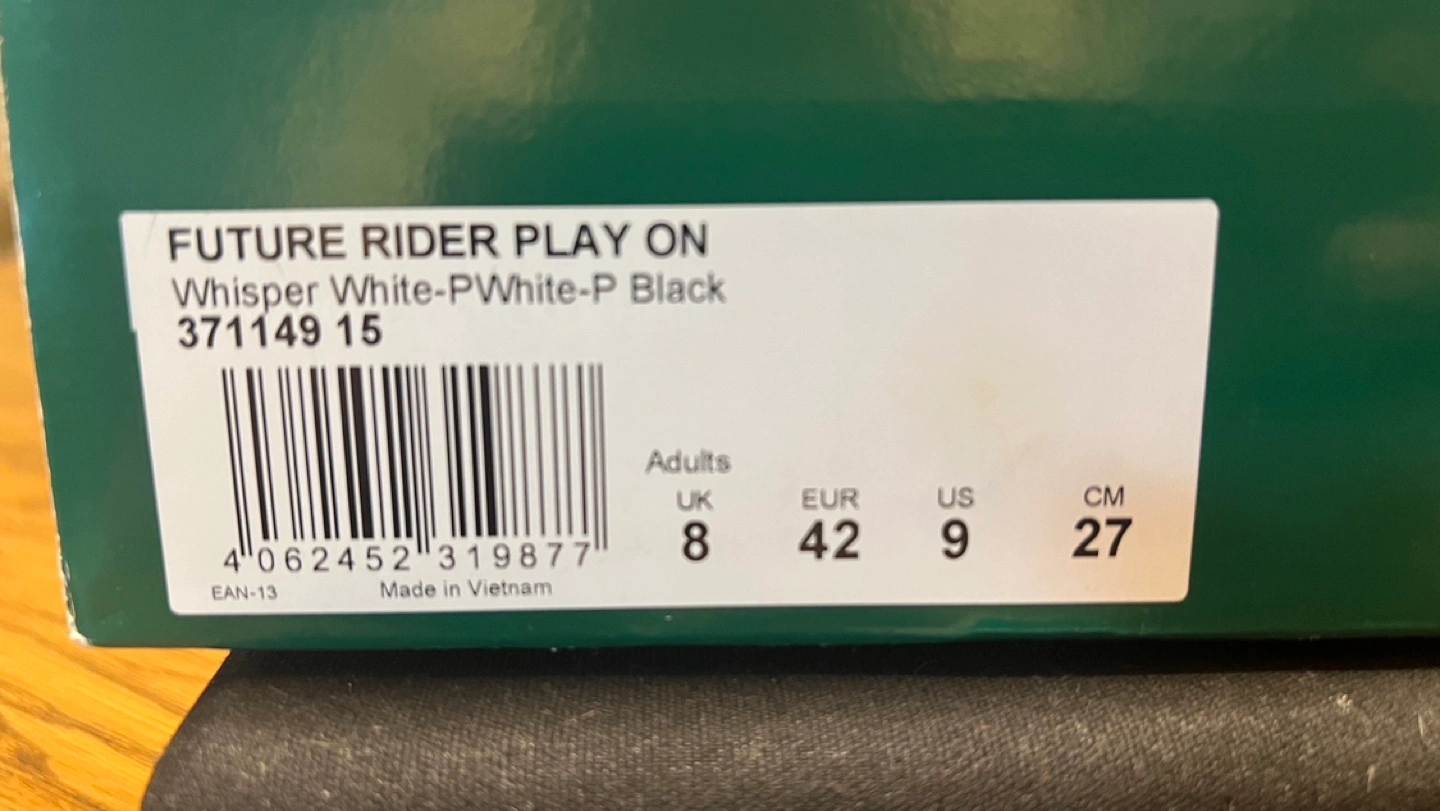 FUTURE RIDER PLAY ON
Whisper White-PWhite-P Black
371149 15
4 062452 319877
EAN-13 Made in Vietnam
Adults
UK EUR US CM
8 42 9 27